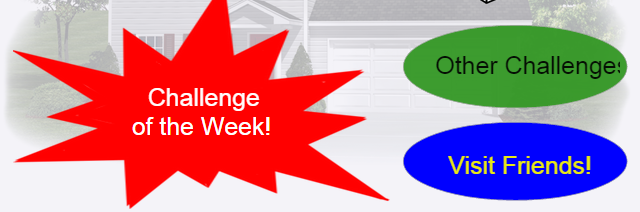 Challenge
of the Week!
Other Challenges
Visit Friends!